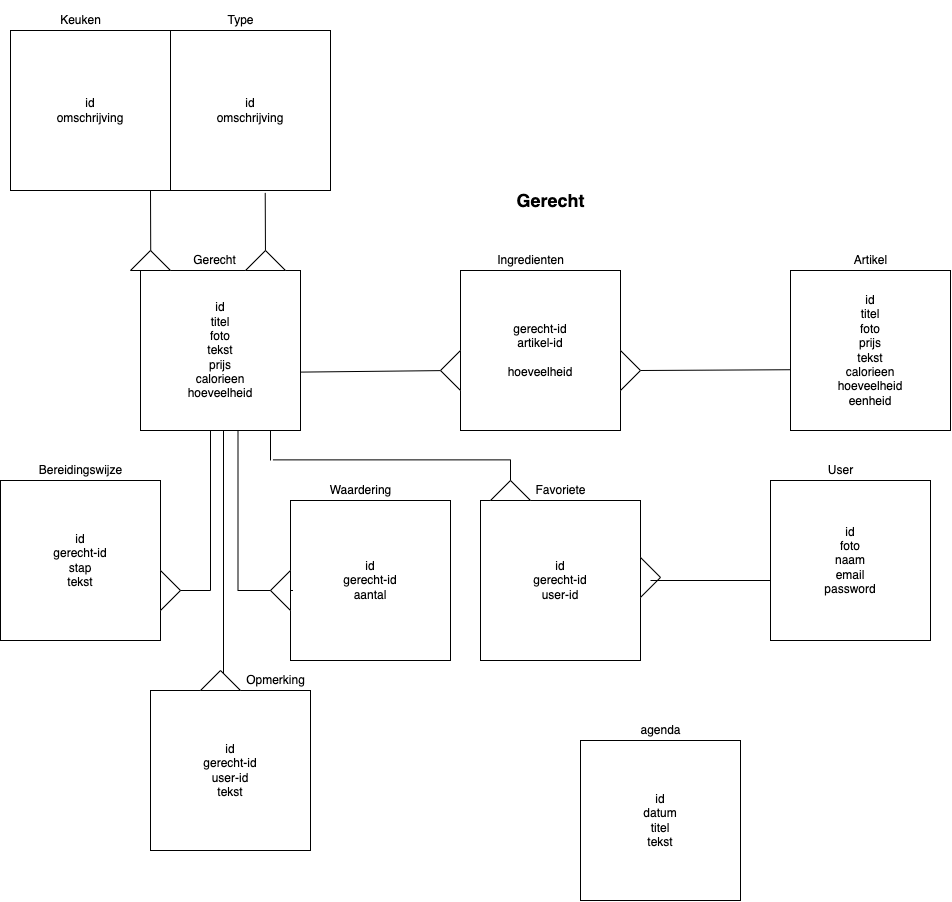 Keuken
Type
id
omschrijving
id
omschrijving
Gerecht
Gerecht
id
titel
foto
tekst
prijs
calorieen
hoeveelheid
Ingredienten
gerecht-id
artikel-id
hoeveelheid
Artikel
id
titel
foto
prijs
tekst
calorieen
hoeveelheid
eenheid
Bereidingswijze
id
gerecht-id
stap
tekst
Waardering
id
gerecht-id
aantal
Favoriete
id
gerecht-id
user-id
User
id
foto
naam
email
password
Opmerking
id
gerecht-id
user-id
tekst
agenda
id
datum
titel
tekst